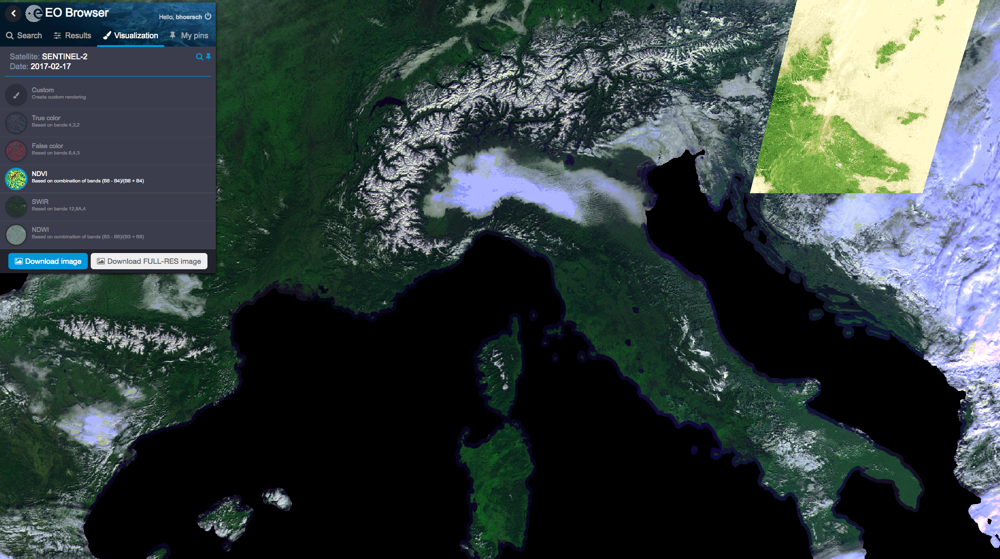 EO Browser
Hello, bhoersch
Search Results Visualization My pins
Satellite: SENTINEL-2
Date: 2017-02-17
Custom
Create custom rendering
True color
Based on bands 4,3,2
False color
Based on bands 8,4,3
NDVI
Based on combination of bands (B8 - B4)/(B8 + B4)
SWIR
Based on bands 12,8A,4
NDWI
Based on combination of bands (B3 - B8)/(B3 + B8)
Download image Download FULL-RES image